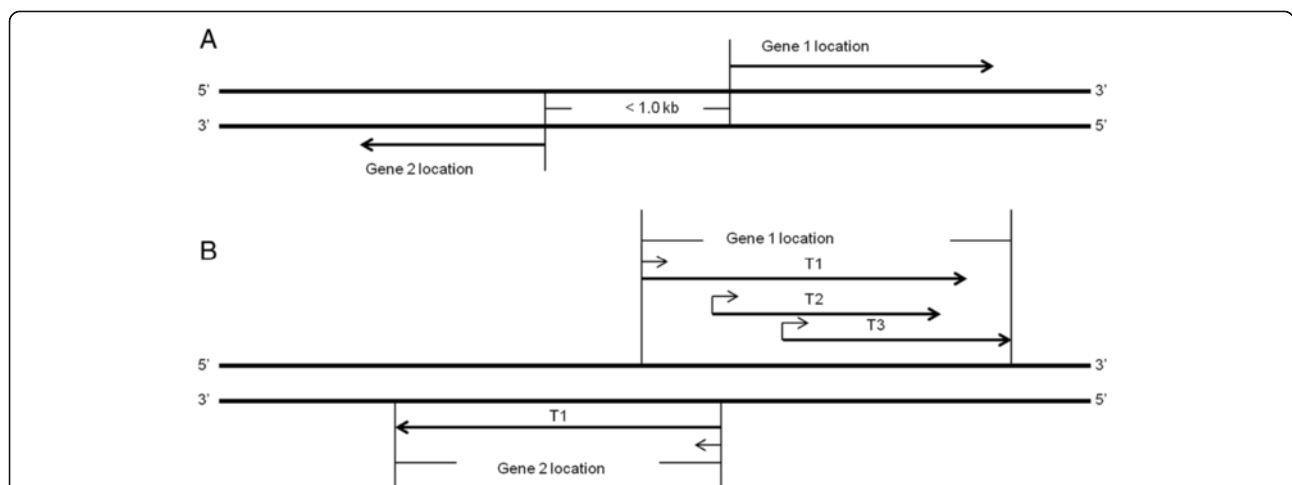 A
Gene 1 location
5’ 3’
< 1.0 kb
3’ 5’
Gene 2 location
B
Gene 1 location
T1
T2
T3
5’ 3’
3’ 5’
T1
Gene 2 location